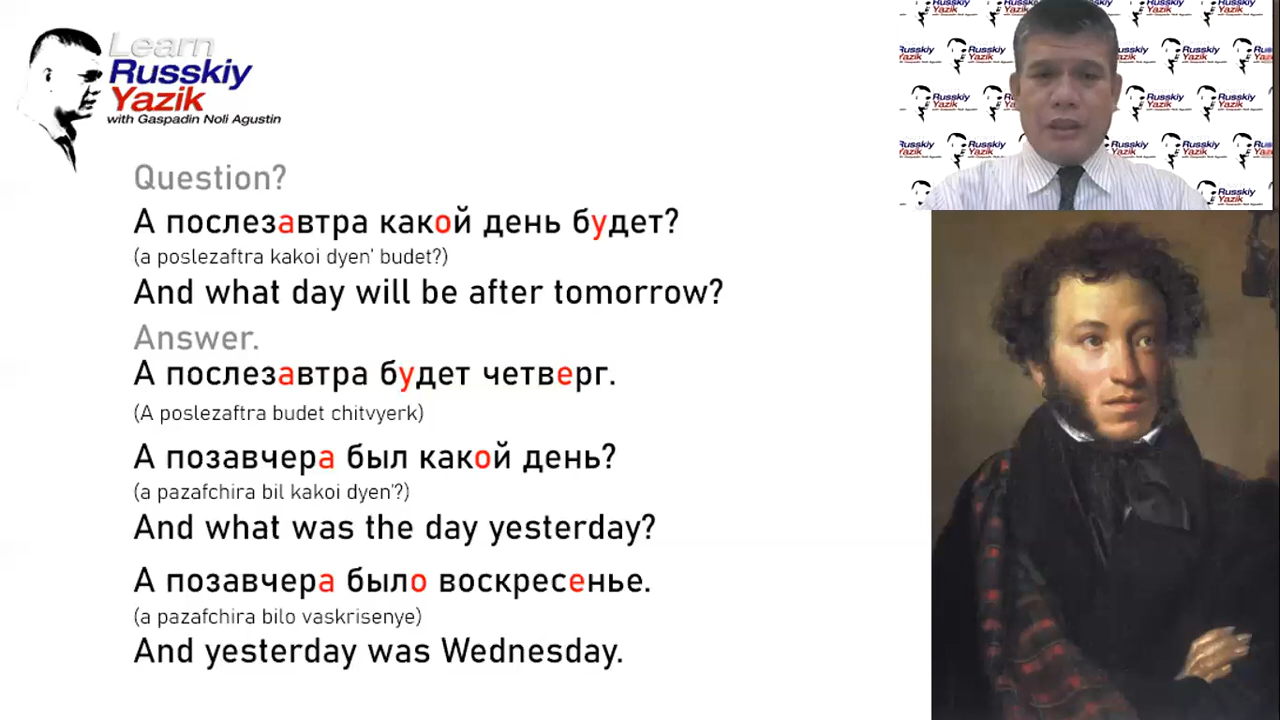 Learn
Russkiy
Yazik
with Gaspadin Noli Agustin
Question?
А послезавтра какой день будет?
(a poslezaftra kakoi dyen' budet?)
And what day will be after tomorrow?
Answer.
А послезавтра будет четверг.
(A poslezaftra budet chitvyerk)
А позавчера был какой день?
(a pazafchira bil kakoi dyen'?)
And what was the day yesterday?
А позавчера было воскресенье.
(a pazafchira bilo vaskrisenye)
And yesterday was Wednesday.